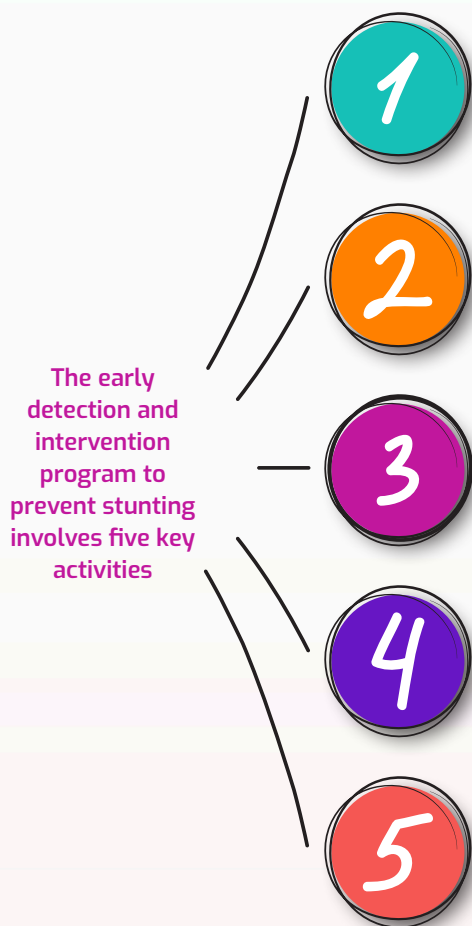 1
2
The early
detection and
intervention
program to
prevent stunting
involves five key
activities
3
4
5